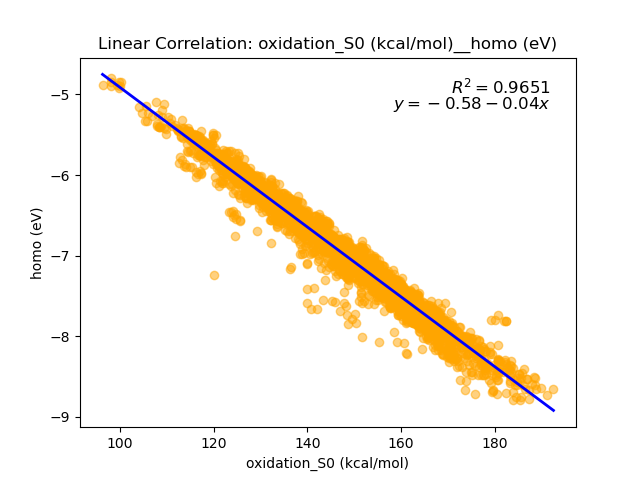 Linear Correlation: oxidation_S0 (kcal/mol)__homo (eV)
R² = 0.9651
y = −0.58 − 0.04x
−5
−6
−7
−8
−9
homo (eV)
100 120 140 160 180
oxidation_S0 (kcal/mol)